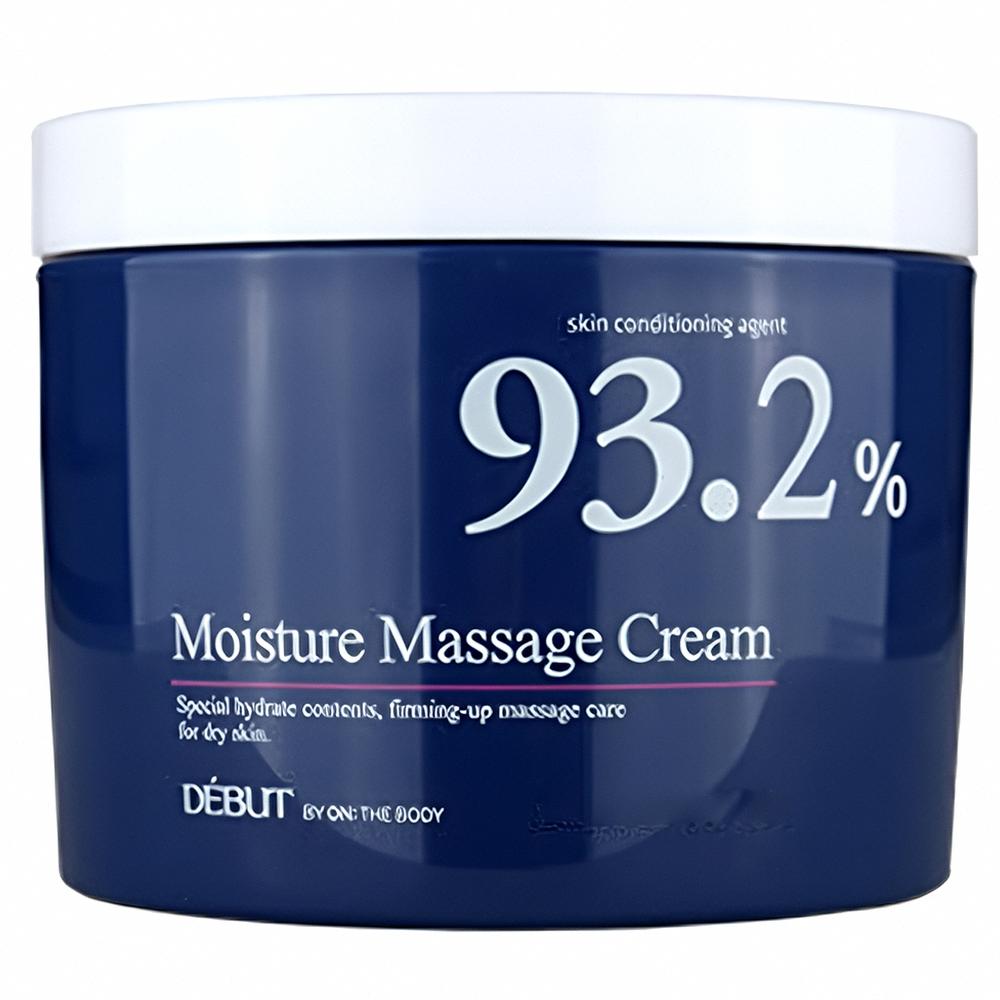 skin conditioning agent
93.2%
Moisture Massage Cream
Special hydrate contents, firming-up massage care
for dry skin.
DÉBUT BY ON: THE BODY